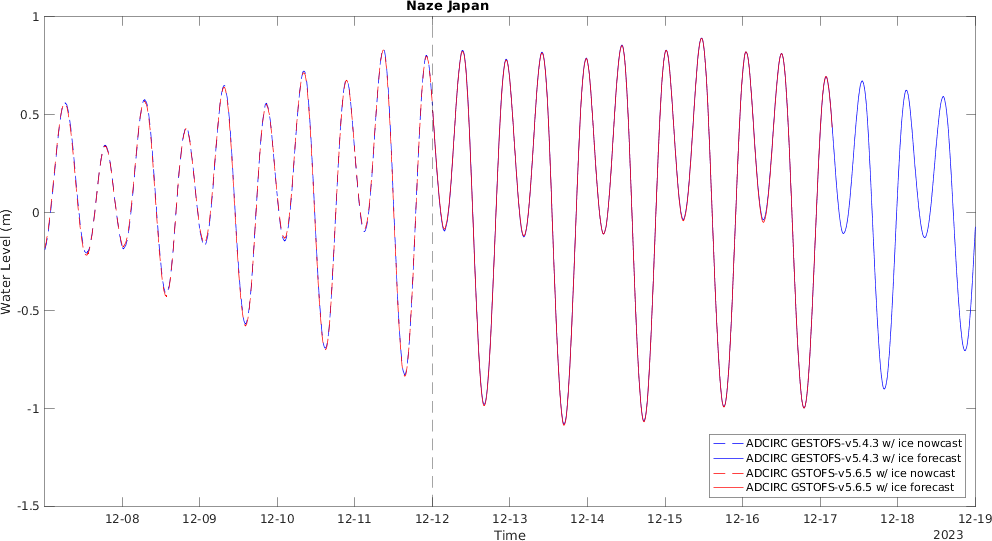 Naze Japan
1
0.5
0
-0.5
-1
-1.5
Water Level (m)
12-08 12-09 12-10 12-11 12-12 12-13 12-14 12-15 12-16 12-17 12-18 12-19
Time
2023
ADCIRC GESTOFS-v5.4.3 w/ ice nowcast
ADCIRC GESTOFS-v5.4.3 w/ ice forecast
ADCIRC GSTOFS-v5.6.5 w/ ice nowcast
ADCIRC GSTOFS-v5.6.5 w/ ice forecast